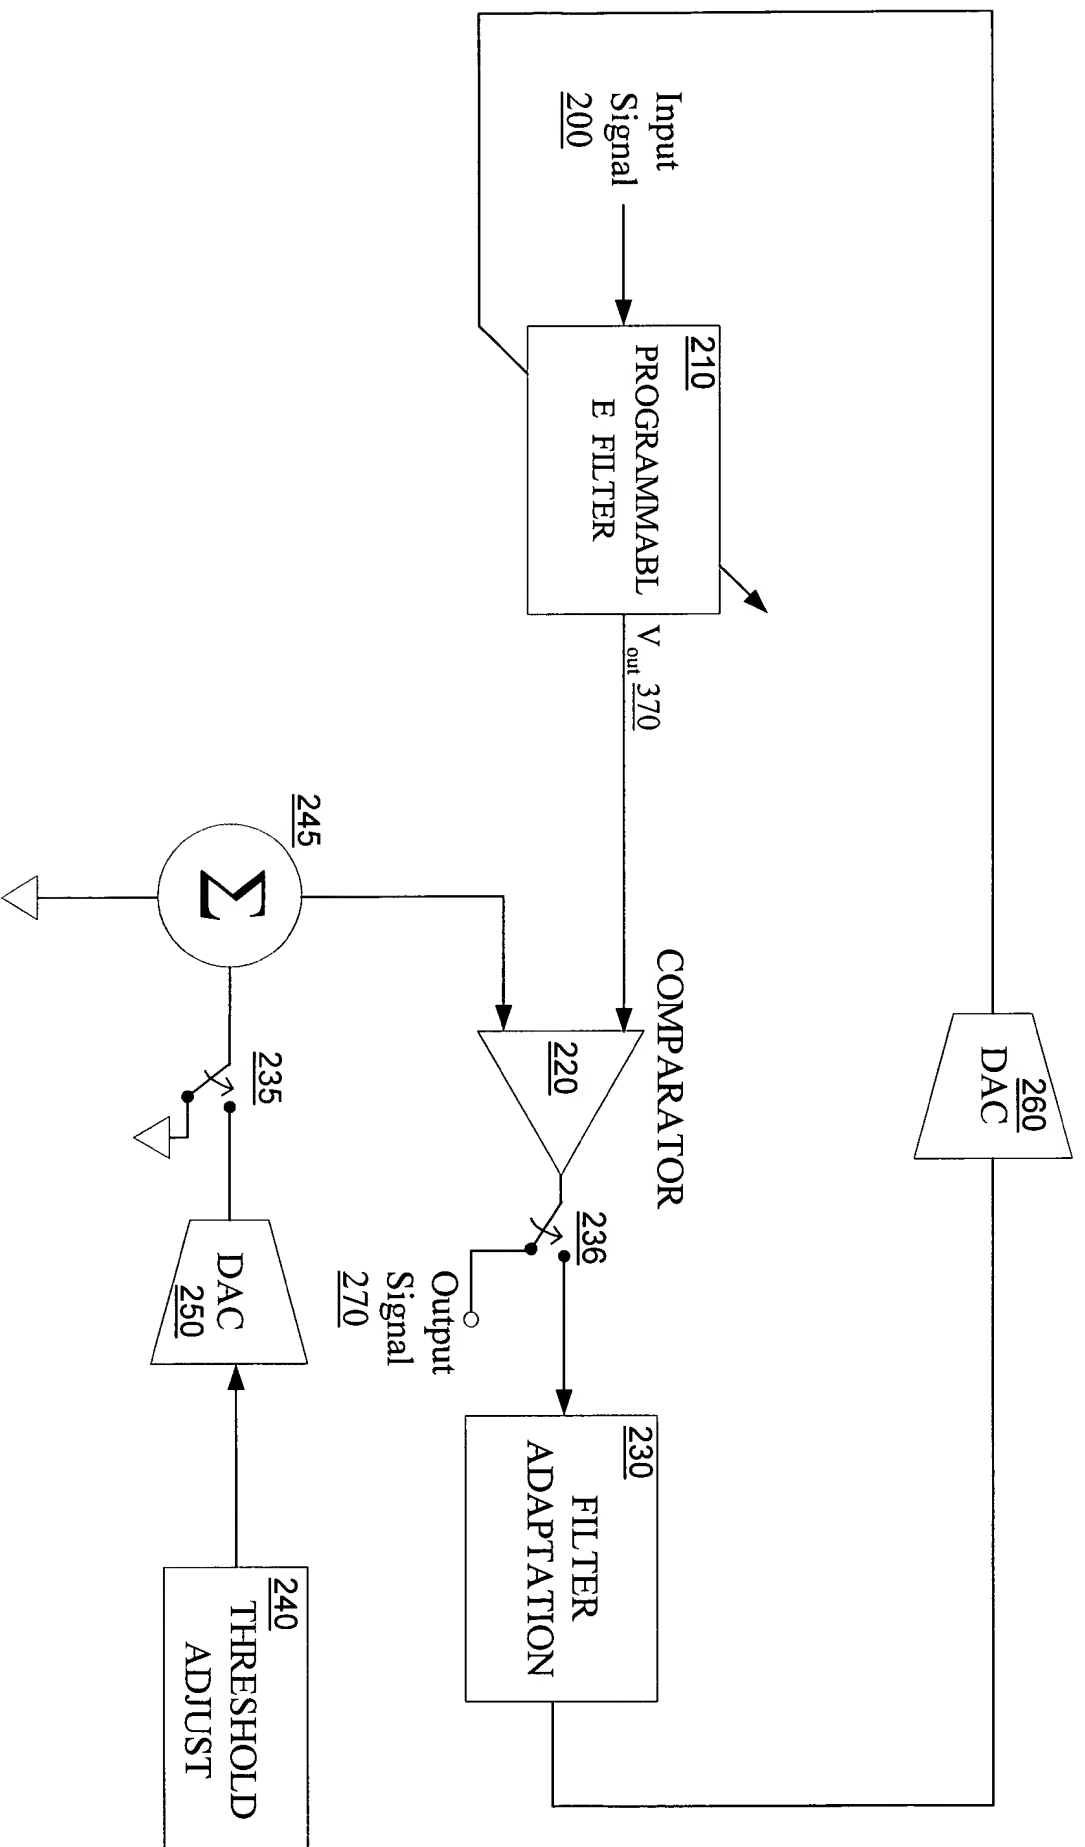 260
DAC
Input
Signal
200
210
PROGRAMMABL
E FILTER
Vout 370
COMPARATOR
220
236
Output
Signal
270
230
FILTER
ADAPTATION
245
Σ
235
DAC
250
240
THRESHOLD
ADJUST